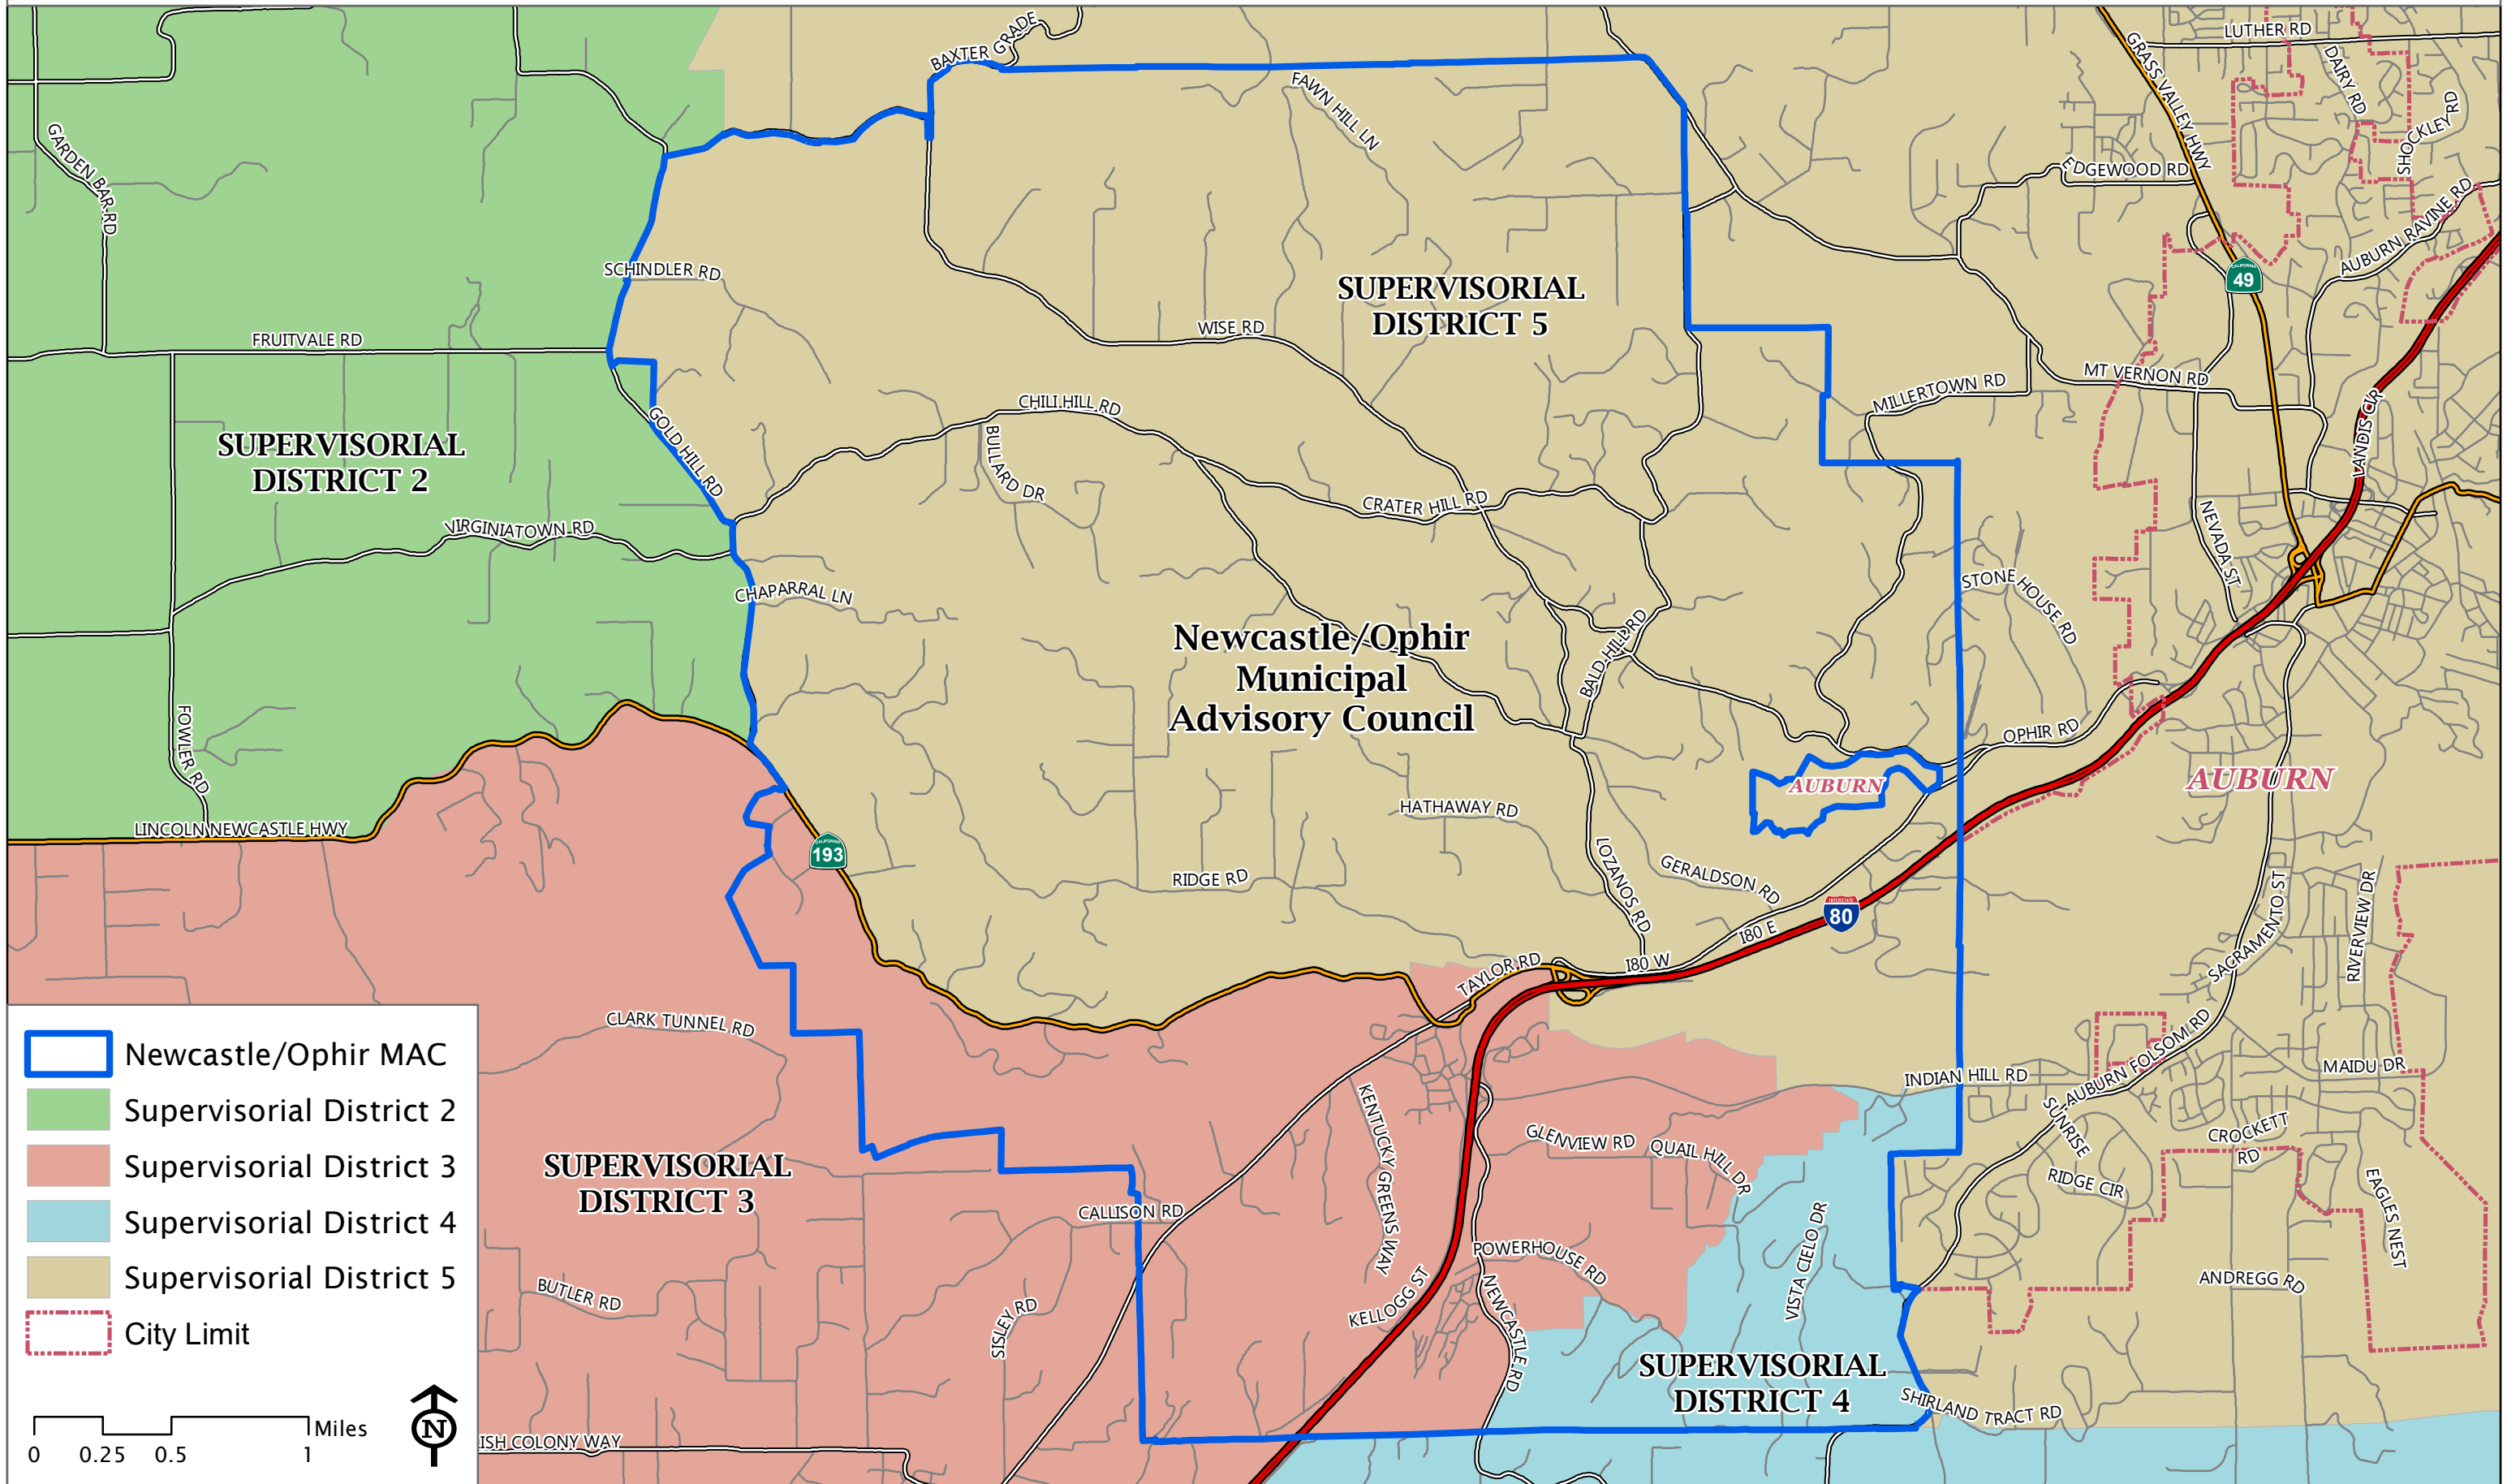 BAXTER GRADE
LUTHER RD
GRASS VALLEY HWY
DAIRY RD
SHOCKLEY RD
FAWN HILL LN
GARDEN BAR RD
EDGEWOOD RD
AUBURN RAVINE RD
SCHINDLER RD
CALIFORNIA
49
SUPERVISORIAL
DISTRICT 5
FRUITVALE RD
WISE RD
MT VERNON RD
MILLERTOWN RD
LANDIS CIR
CHILI HILL RD
GOLD HILL RD
BULLARD DR
SUPERVISORIAL
DISTRICT 2
CRATER HILL RD
VIRGINIATOWN RD
NEVADA ST
STONE HOUSE RD
CHAPARRAL LN
Newcastle/Ophir
Municipal
Advisory Council
BALD HILL RD
FOWLER RD
OPHIR RD
AUBURN
AUBURN
HATHAWAY RD
LINCOLN NEWCASTLE HWY
CALIFORNIA
193
LOZANOS RD
GERALDSON RD
RIDGE RD
INTERSTATE
80
SACRAMENTO ST
RIVERVIEW DR
I80 E
I80 W
TAYLOR RD
CLARK TUNNEL RD
INDIAN HILL RD
AUBURN FOLSOM RD
MAIDU DR
KENTUCKY GREENS WAY
GLENVIEW RD
QUAIL HILL DR
SUNRISE
RIDGE CIR
CROCKETT
RD
EAGLES NEST
SUPERVISORIAL
DISTRICT 3
CALLISON RD
VISTA CIELO DR
POWERHOUSE RD
ANDREGG RD
BUTLER RD
SISLEY RD
KELLOGG ST
NEWCASTLE RD
SUPERVISORIAL
DISTRICT 4
SHIRLAND TRACT RD
ISH COLONY WAY
Newcastle/Ophir MAC
Supervisorial District 2
Supervisorial District 3
Supervisorial District 4
Supervisorial District 5
City Limit
Miles
0 0.25 0.5 1
N